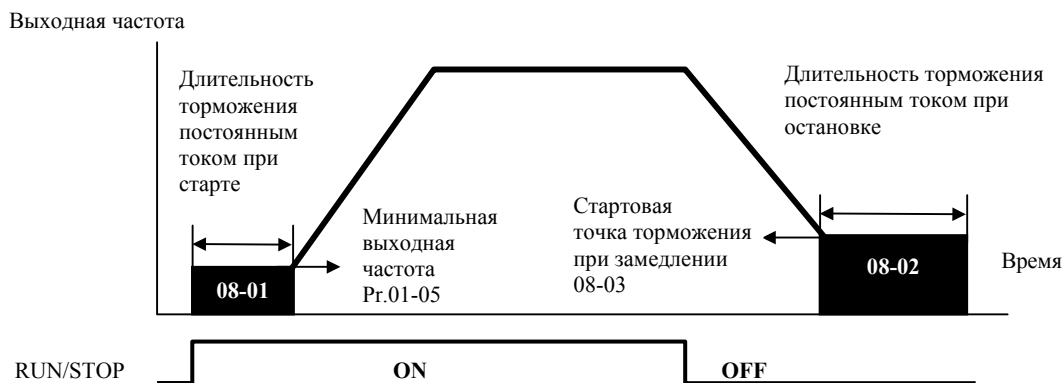 Выходная частота
Длительность
торможения
постоянным
током при
старте
Длительность торможения
постоянным током при
остановке
Минимальная
выходная
частота
Pr.01-05
Стартовая
точка торможения
при замедлении
08-03
08-01
08-02
Время
RUN/STOP
ON
OFF